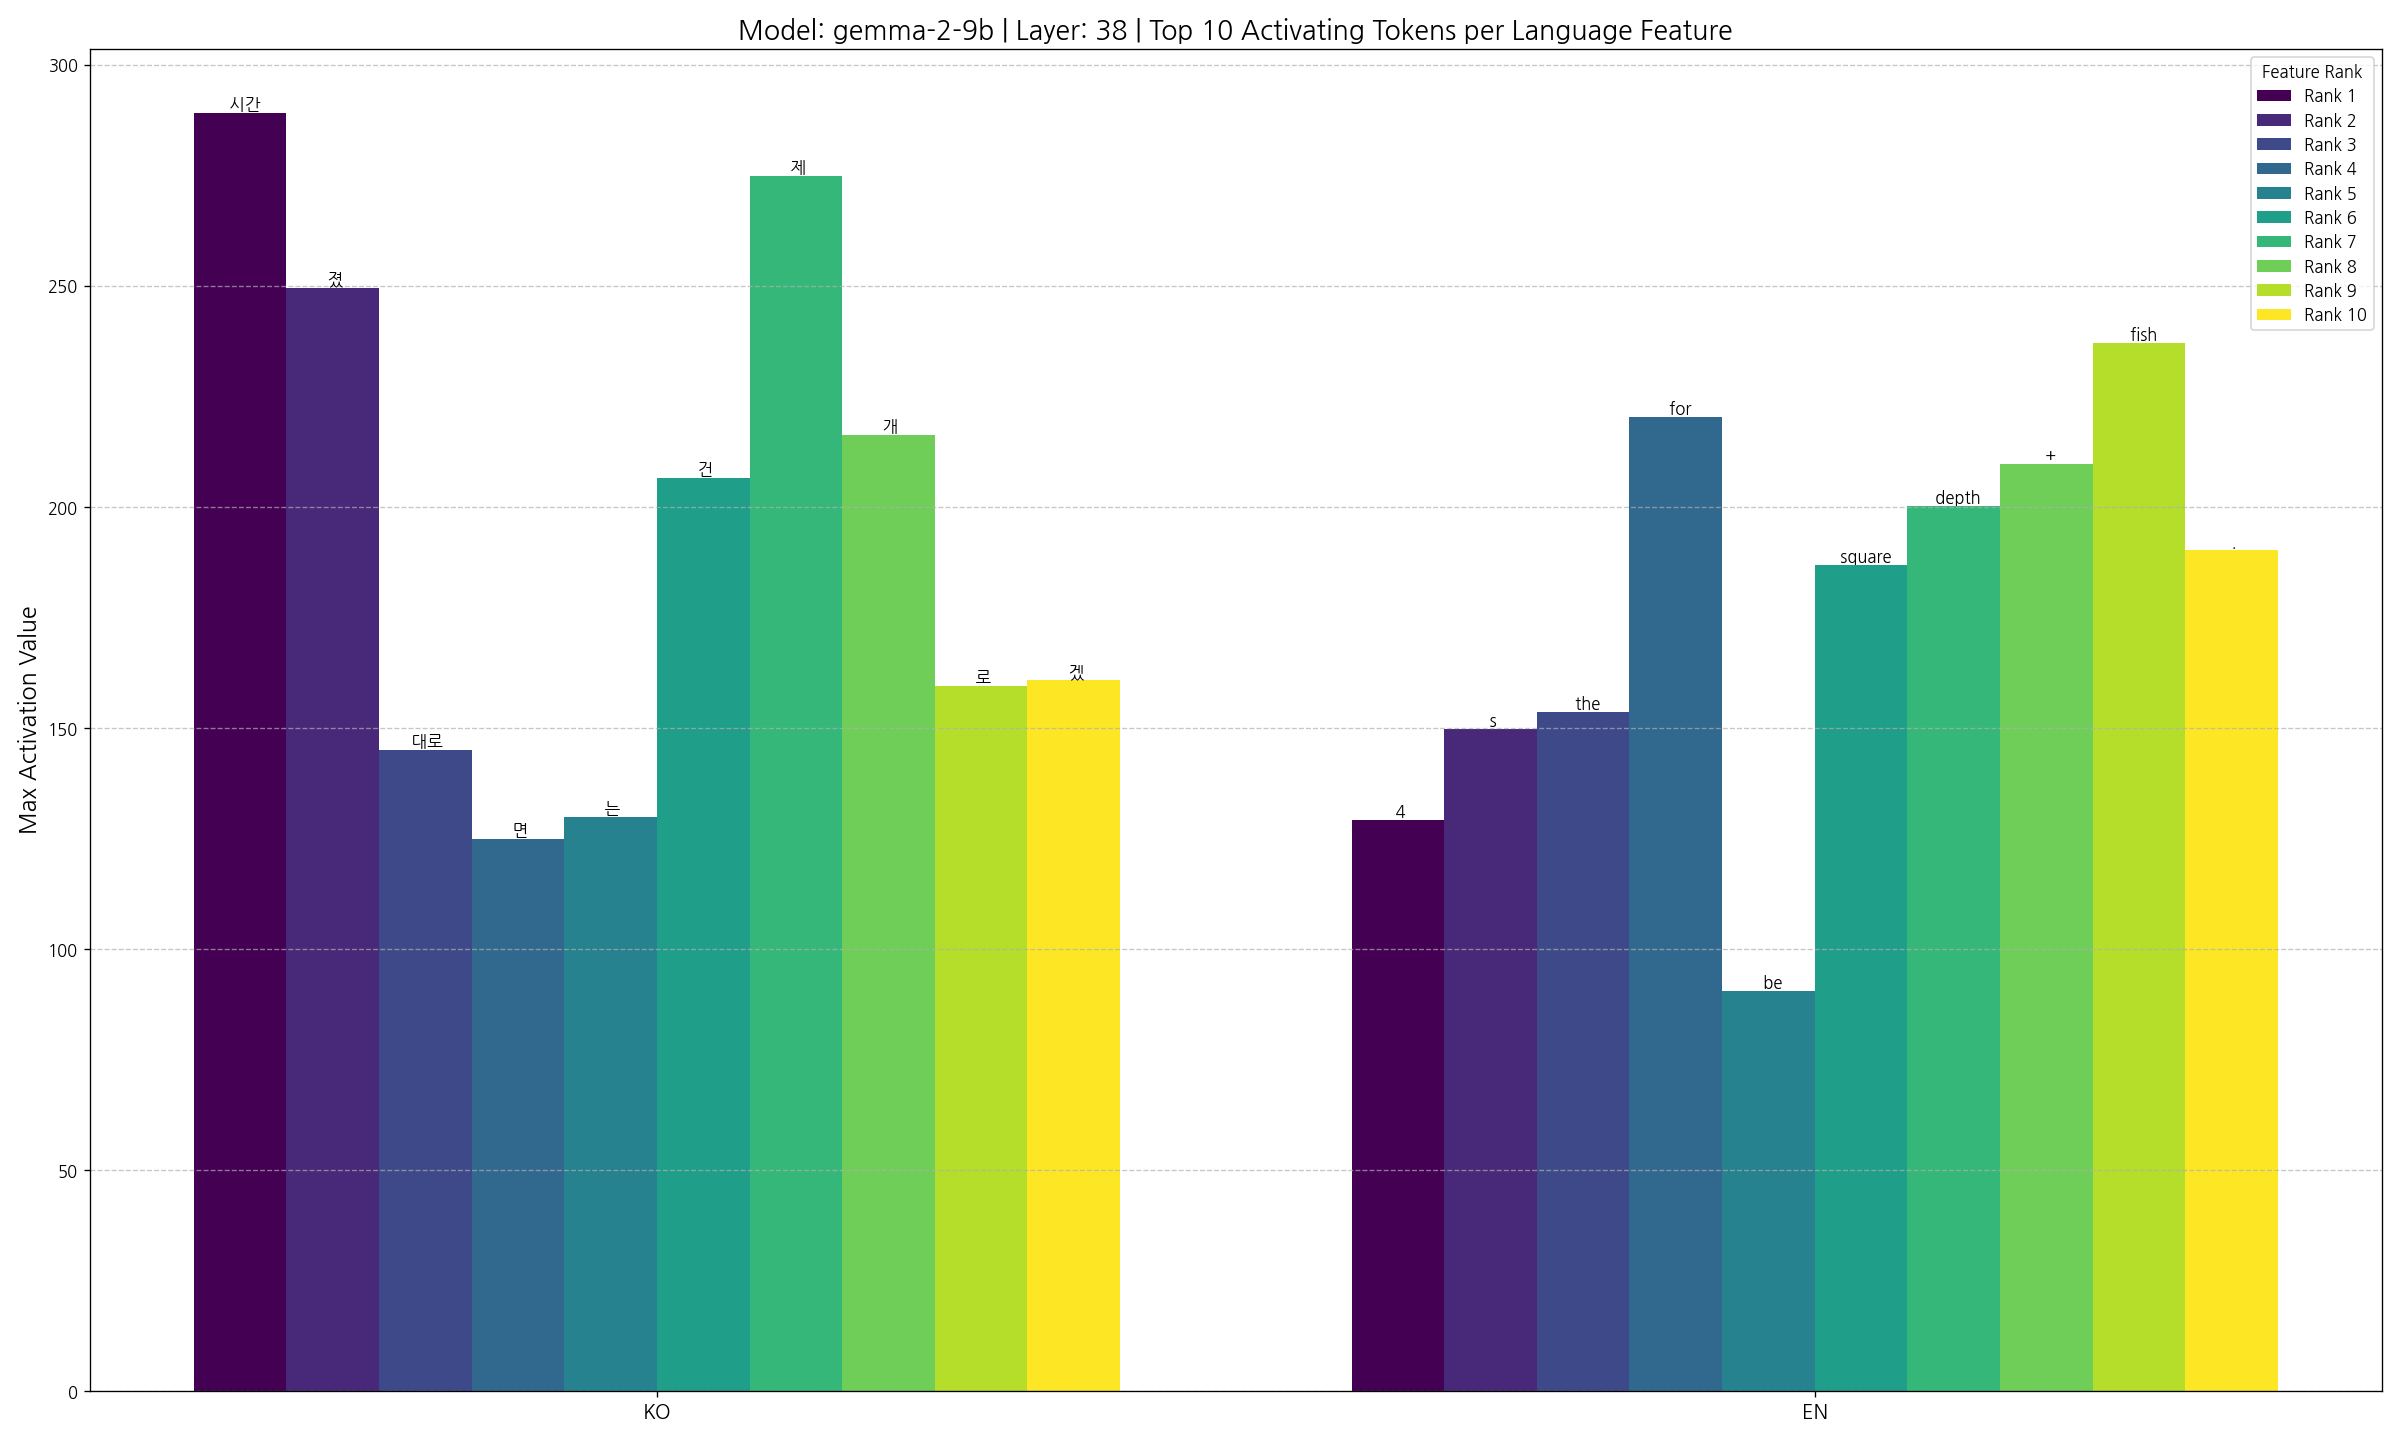 Model: gemma-2-9b | Layer: 38 | Top 10 Activating Tokens per Language Feature
Max Activation Value
300
250
200
150
100
50
0
시간
졌
대로
면
는
건
제
개
로
겠
4
s
the
for
be
square
depth
+
fish
.
KO
EN
Feature Rank
Rank 1
Rank 2
Rank 3
Rank 4
Rank 5
Rank 6
Rank 7
Rank 8
Rank 9
Rank 10